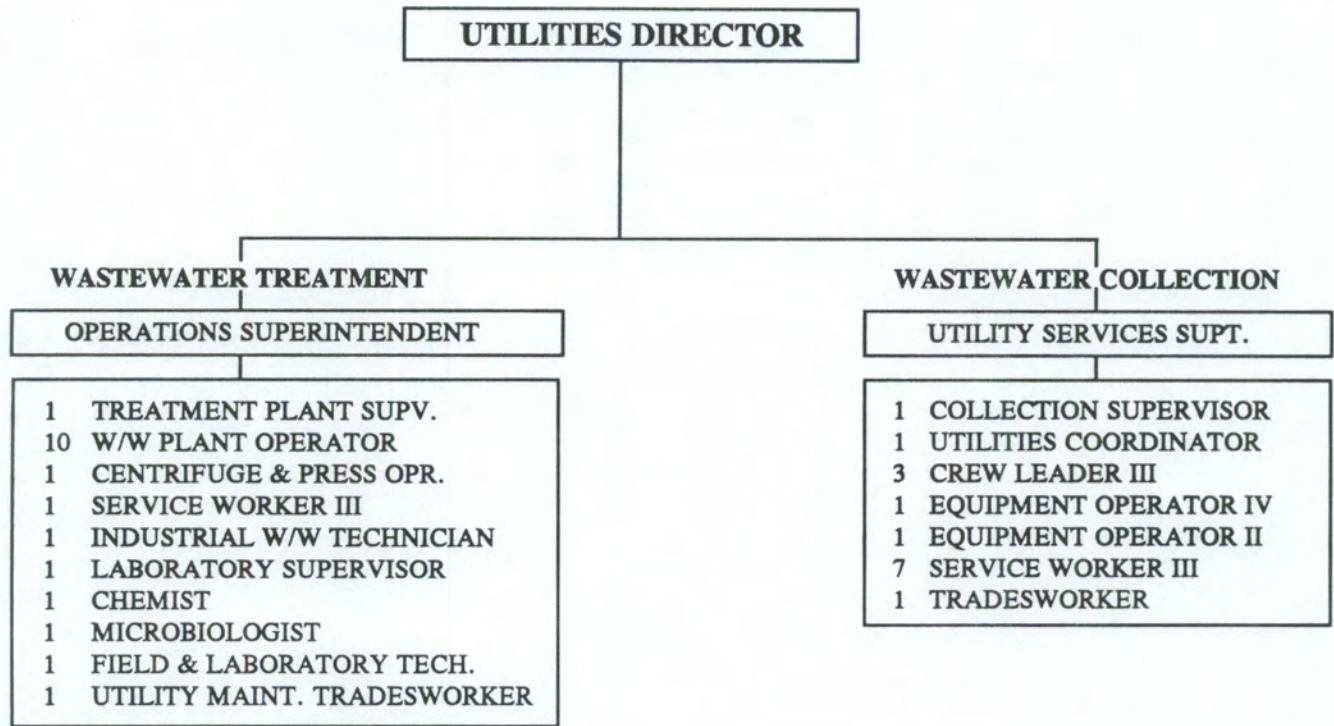 UTILITIES DIRECTOR
WASTEWATER TREATMENT
OPERATIONS SUPERINTENDENT
1 TREATMENT PLANT SUPV.
10 W/W PLANT OPERATOR
1 CENTRIFUGE & PRESS OPR.
1 SERVICE WORKER III
1 INDUSTRIAL W/W TECHNICIAN
1 LABORATORY SUPERVISOR
1 CHEMIST
1 MICROBIOLOGIST
1 FIELD & LABORATORY TECH.
1 UTILITY MAINT. TRADESWORKER
WASTEWATER COLLECTION
UTILITY SERVICES SUPT.
1 COLLECTION SUPERVISOR
1 UTILITIES COORDINATOR
3 CREW LEADER III
1 EQUIPMENT OPERATOR IV
1 EQUIPMENT OPERATOR II
7 SERVICE WORKER III
1 TRADESWORKER